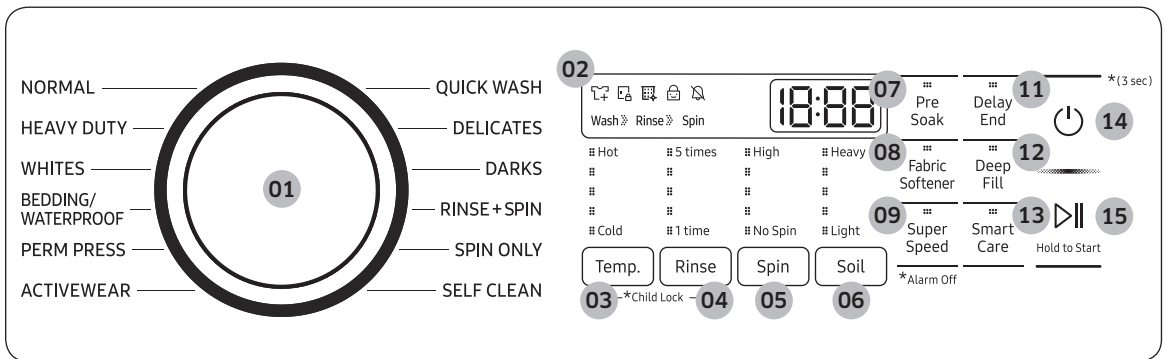 NORMAL
HEAVY DUTY
WHITES
BEDDING/
WATERPROOF
PERM PRESS
ACTIVEWEAR
01
QUICK WASH
DELICATES
DARKS
RINSE+SPIN
SPIN ONLY
SELF CLEAN
02
Wash Rinse Spin
18:88
Hot 5 times High Heavy
Cold 1 time No Spin Light
Temp. Rinse Spin Soil
03 *Child Lock 04 05 06
07 Pre
Soak
08 Fabric
Softener
09 Super
Speed
*Alarm Off
11 Delay
End
12 Deep
Fill
13 Smart
Care
*(3 sec)
14
15
Hold to Start